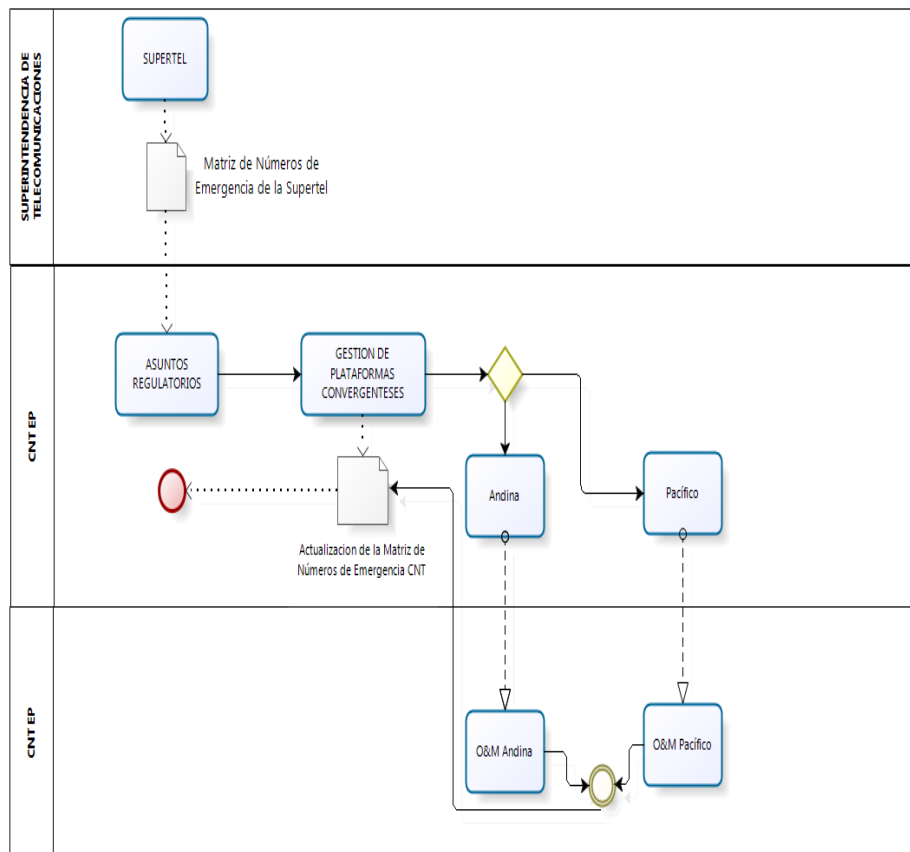 SUPERINTENDENCIA DE
TELECOMUNICACIONES
SUPERTEL
Matriz de Números de
Emergencia de la Supertel
CNT EP
ASUNTOS
REGULATORIOS
GESTION DE
PLATAFORMAS
CONVERGENTESES
Andina
Pacífico
Actualizacion de la Matriz de
Números de Emergencia CNT
CNT EP
O&M Andina
O&M Pacífico